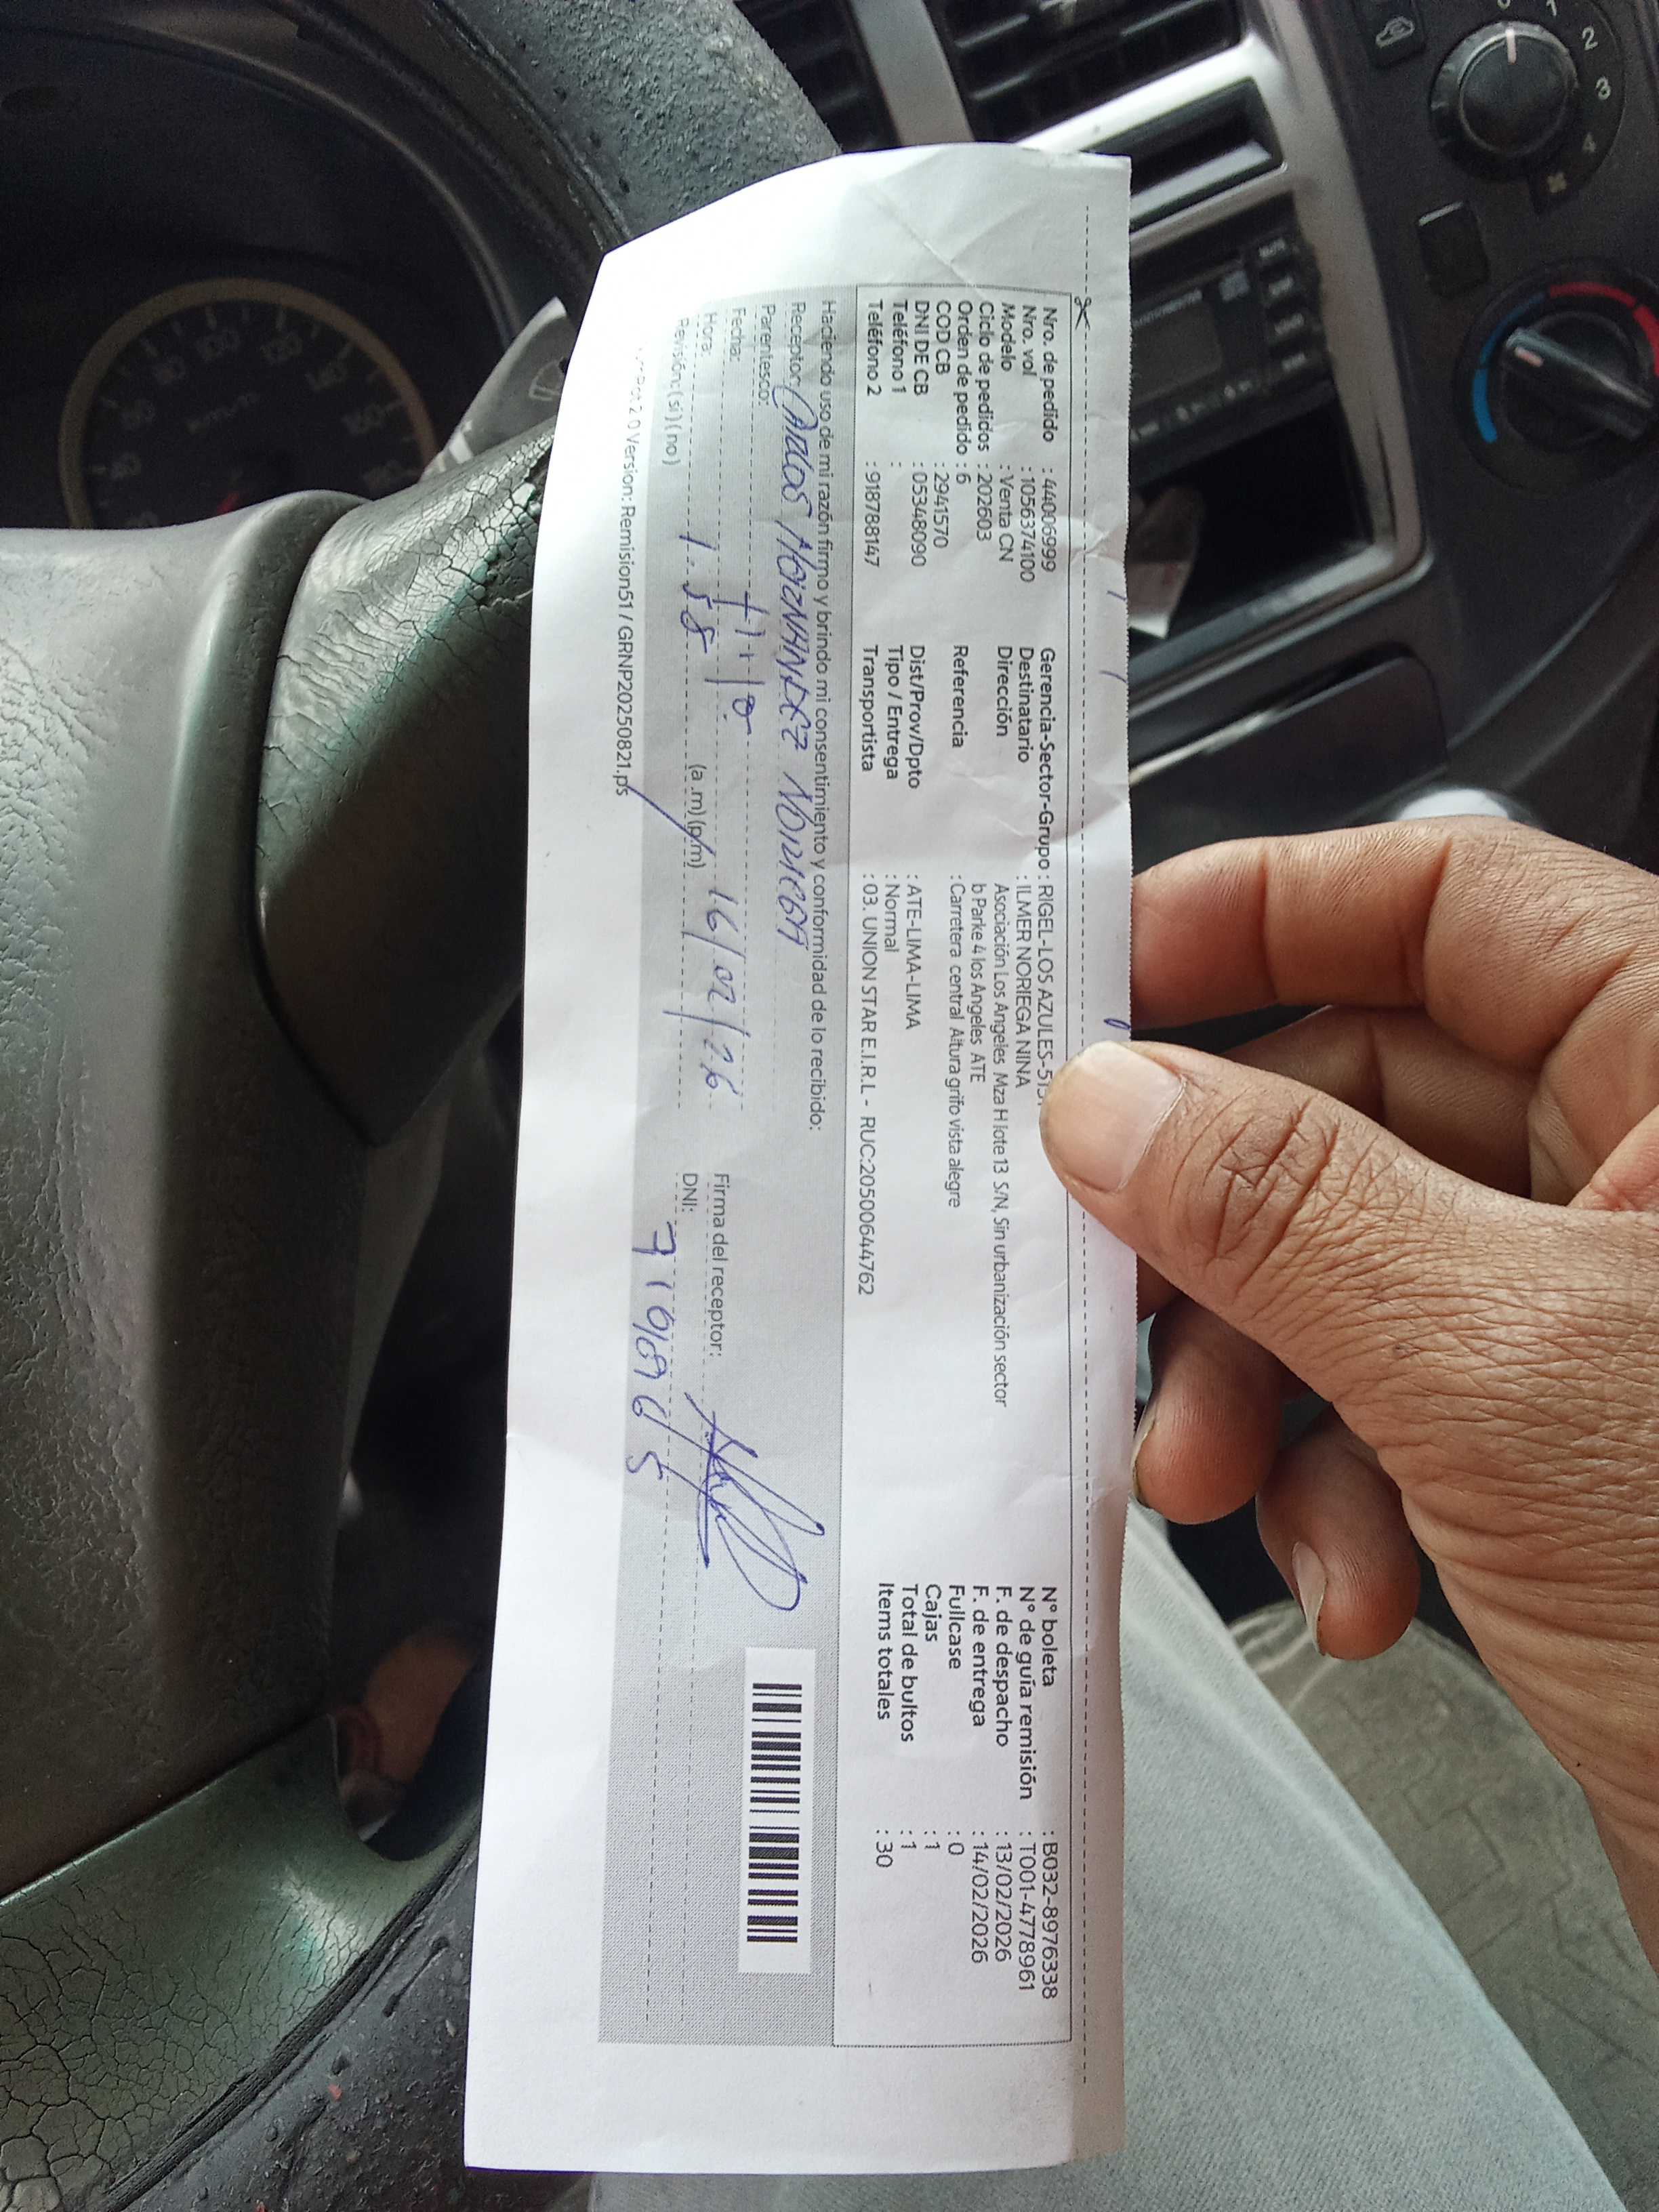 Nro. de pedido : 440069999
Nro. vol : 1056374100
Modelo : Venta CN
Ciclo de pedidos : 202603
Orden de pedido : 6
COD CB : 2941570
DNI DE CB : 05348090
Teléfono 1 :
Teléfono 2 : 918788147
Gerencia-Sector-Grupo : RIGEL-LOS AZULES-
Destinatario : ILMER NORIEGA NINA
Dirección Asociación Los Angeles Mza H lote 13 S/N, Sin urbanización sector
b Parke 4 los Angeles ATE
Referencia : Carretera central Altura grifo vista alegre
Dist/Prov/Dpto : ATE-LIMA-LIMA
Tipo / Entrega : Normal
Transportista : 03. UNION STAR E.I.R.L - RUC:20500644762
N° boleta : B032-8976338
N° de guía remisión : T001-4778961
F. de despacho : 13/02/2026
F. de entrega : 14/02/2026
Fullcase : 0
Cajas : 1
Total de bultos : 1
Items totales : 30
Haciendo uso de mi razón firmo y brindo mi consentimiento y conformidad de lo recibido:
Receptor: Carlos Hernandez Noriega
Parentesco:
Fecha: 16/02/26
Hora: 1.58 (a.m)(p.m)
Revisión: (si) (no)
Firma del receptor:
DNI:
2.0 Version: Remision51 / GRNP20250821.ps